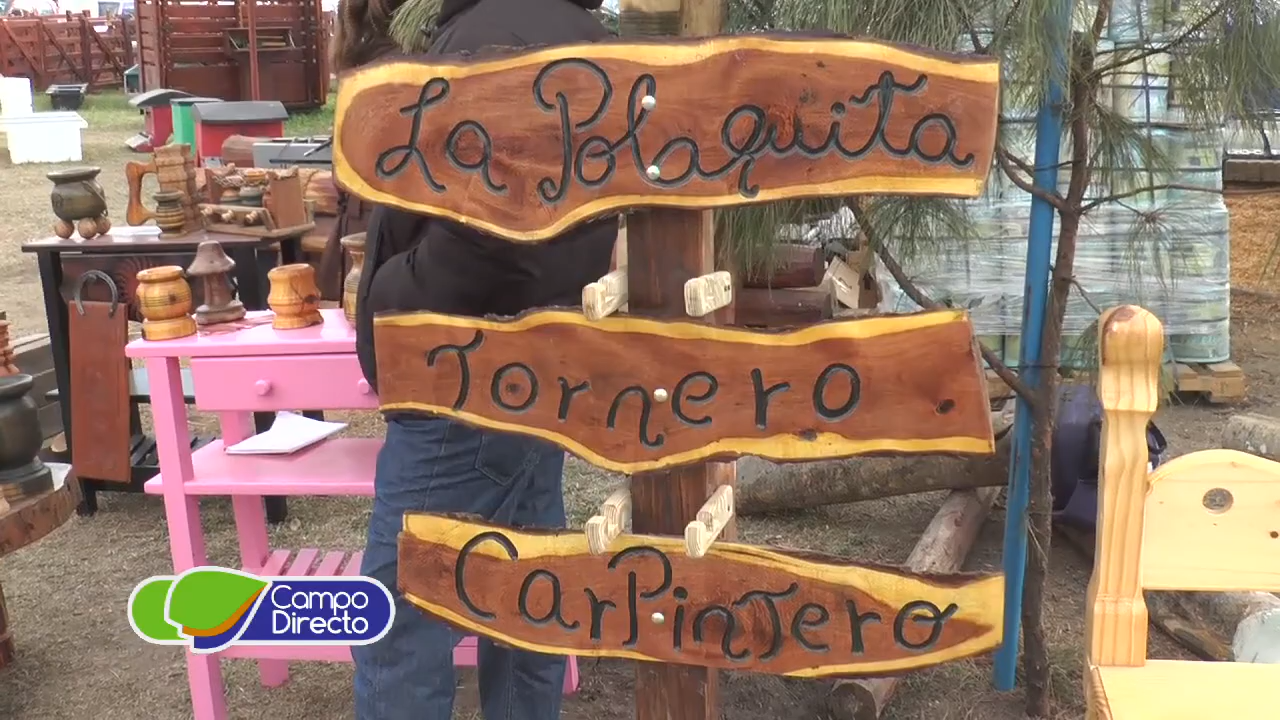 La Polaquita
Tornero
Carpintero
Campo
Directo